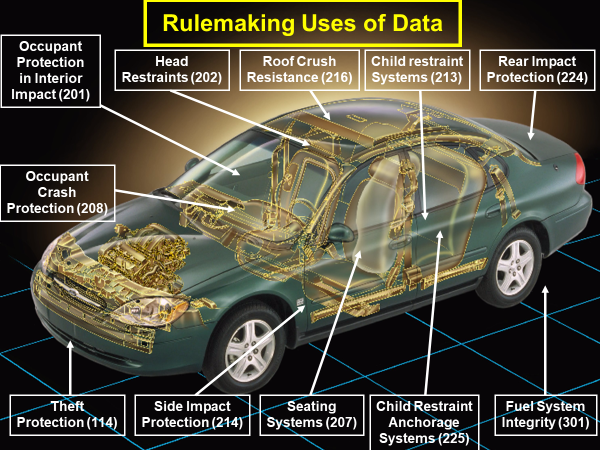 Rulemaking Uses of Data
Occupant
Protection
in Interior
Impact (201)
Head
Restraints (202)
Roof Crush
Resistance (216)
Child restraint
Systems (213)
Rear Impact
Protection (224)
Occupant
Crash
Protection (208)
Theft
Protection (114)
Side Impact
Protection (214)
Seating
Systems (207)
Child Restraint
Anchorage
Systems (225)
Fuel System
Integrity (301)